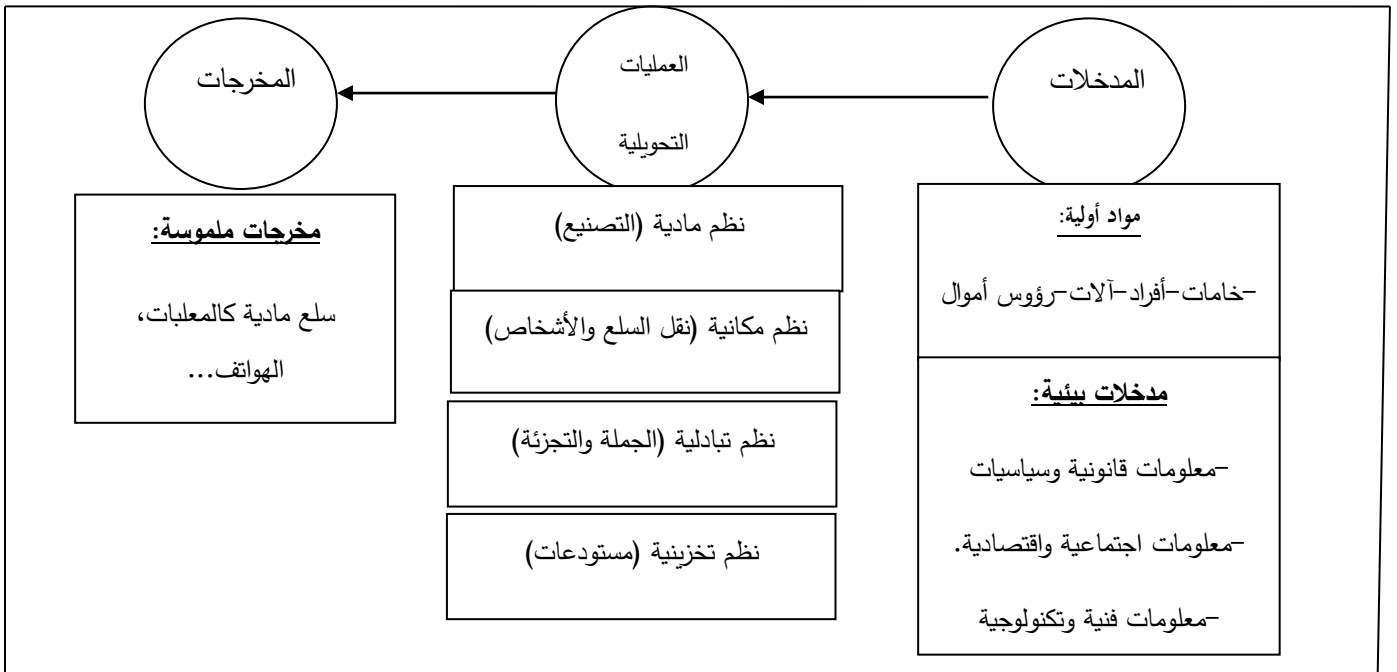 المدخلات
العمليات
التحويلية
المخرجات
مواد أولية:
-خامات-أفراد-آلات-رؤوس أموال
مدخلات بيئية:
-معلومات قانونية وسياسيات
-معلومات اجتماعية واقتصادية.
-معلومات فنية وتكنولوجية
نظم مادية (التصنيع)
نظم مكانية (نقل السلع والأشخاص)
نظم تبادلية (الجملة والتجزئة)
نظم تخزينية (مستودعات)
مخرجات ملموسة:
سلع مادية كالمعلبات،
الهواتف...